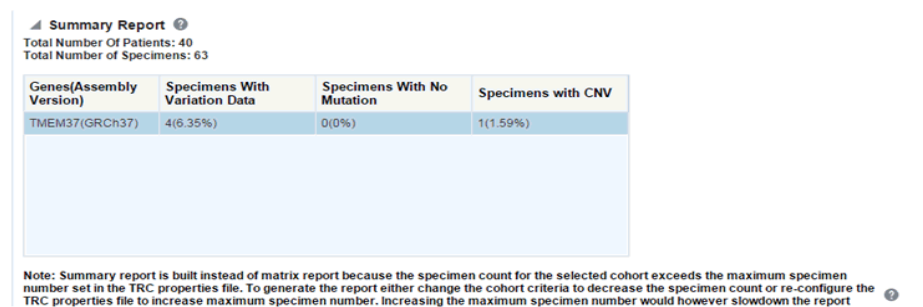 Summary Report
Total Number Of Patients: 40
Total Number of Specimens: 63
Genes(Assembly Version) Specimens With Variation Data Specimens With No Mutation Specimens with CNV
TMEM37(GRCh37) 4(6.35%) 0(0%) 1(1.59%)
Note: Summary report is built instead of matrix report because the specimen count for the selected cohort exceeds the maximum specimen
number set in the TRC properties file. To generate the report either change the cohort criteria to decrease the specimen count or re-configure the
TRC properties file to increase maximum specimen number. Increasing the maximum specimen number would however slowdown the report